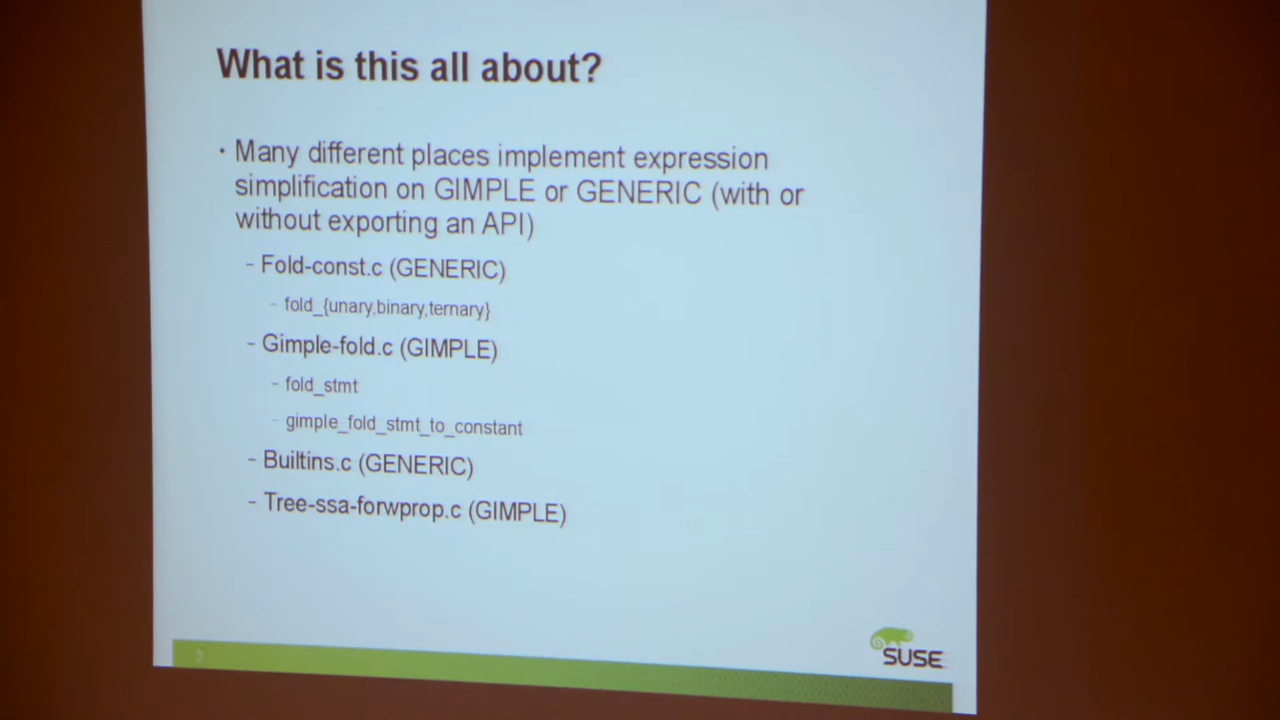 What is this all about?
• Many different places implement expression
simplification on GIMPLE or GENERIC (with or
without exporting an API)
– Fold-const.c (GENERIC)
– fold_{unary,binary,ternary}
– Gimple-fold.c (GIMPLE)
– fold_stmt
– gimple_fold_stmt_to_constant
– Builtins.c (GENERIC)
– Tree-ssa-forwprop.c (GIMPLE)
3
SUSE